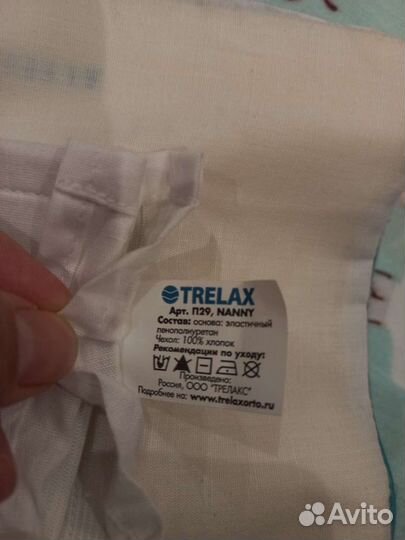 TRELAX
Арт. П29, NANNY
Состав: основа: эластичный
пенополиуретан
Чехол: 100% хлопок
Рекомендации по уходу:
Произведено:
Россия, ООО "ТРЕЛАКС"
Подробнее на: www.trelaxorto.ru
Avito